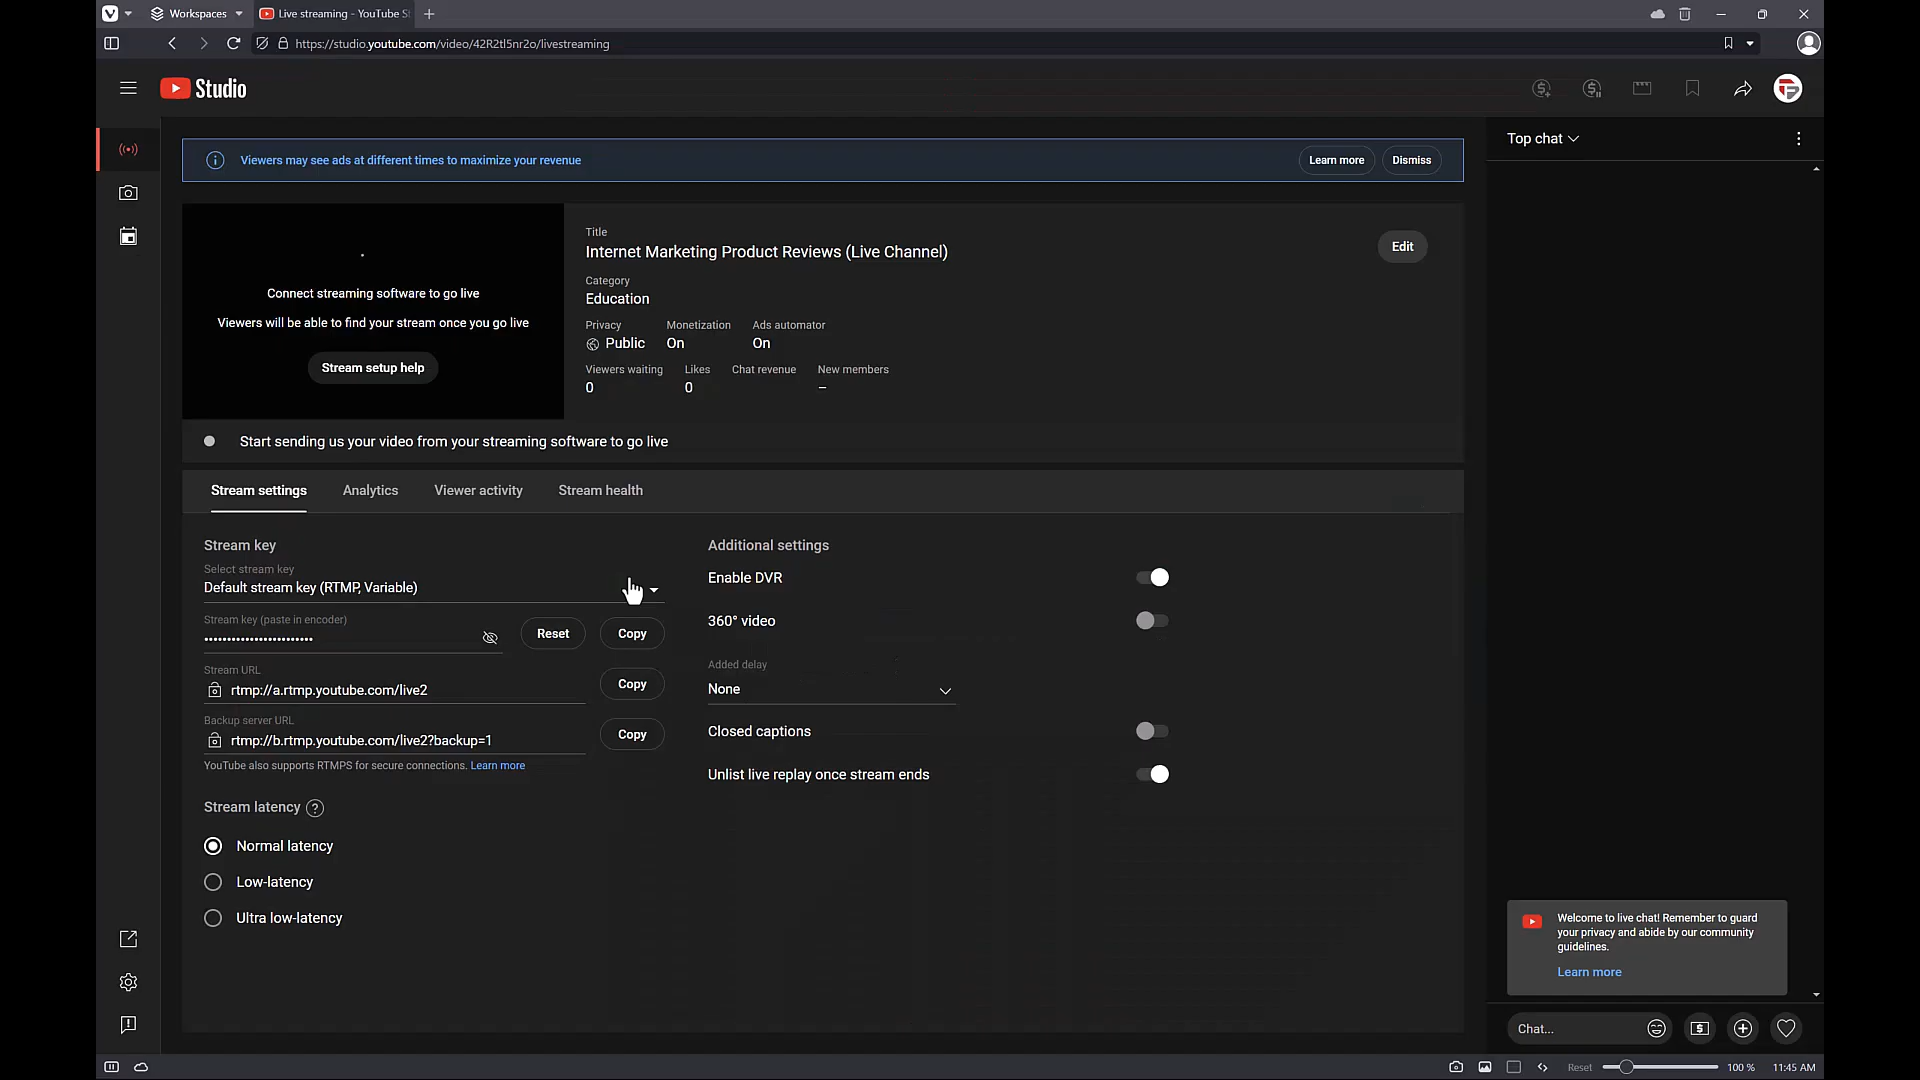 Workspaces
Live streaming - YouTube S
https://studio.youtube.com/video/42R2tl5nr2o/livestreaming
Studio
Viewers may see ads at different times to maximize your revenue
Learn more
Dismiss
Top chat
Connect streaming software to go live
Viewers will be able to find your stream once you go live
Stream setup help
Title
Internet Marketing Product Reviews (Live Channel)
Edit
Category
Education
Privacy Monetization Ads automator
Public On On
Viewers waiting Likes Chat revenue New members
0 0 –
Start sending us your video from your streaming software to go live
Stream settings Analytics Viewer activity Stream health
Stream key
Select stream key
Default stream key (RTMP, Variable)
Stream key (paste in encoder)
••••••••••••••••••••••••
Reset
Copy
Stream URL
rtmp://a.rtmp.youtube.com/live2
Copy
Backup server URL
rtmp://b.rtmp.youtube.com/live2?backup=1
Copy
YouTube also supports RTMPS for secure connections. Learn more
Stream latency ?
Normal latency
Low-latency
Ultra low-latency
Additional settings
Enable DVR
360° video
Added delay
None
Closed captions
Unlist live replay once stream ends
Welcome to live chat! Remember to guard
your privacy and abide by our community
guidelines.
Learn more
Chat...
Reset 100 % 11:45 AM